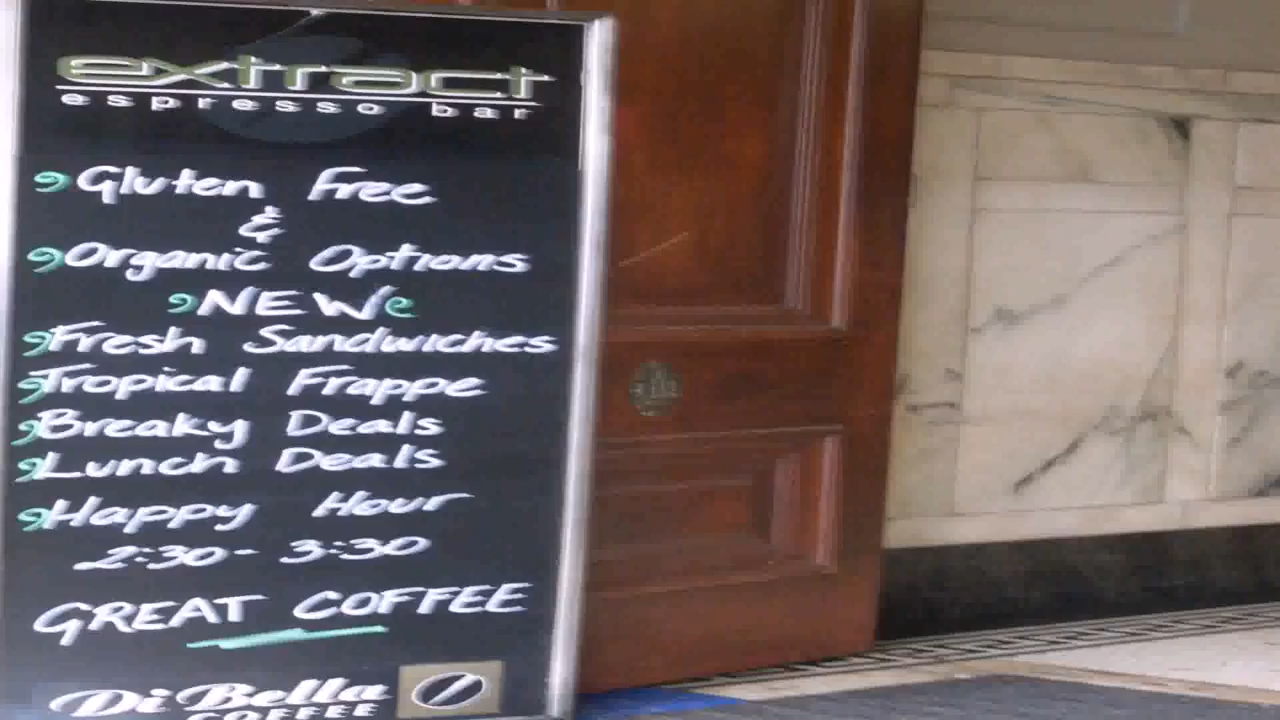 extract
espresso bar
Gluten Free
&
Organic Options
NEW
Fresh Sandwiches
Tropical Frappe
Breaky Deals
Lunch Deals
Happy Hour
2:30 - 3:30
GREAT COFFEE
Di Bella
COFFEE